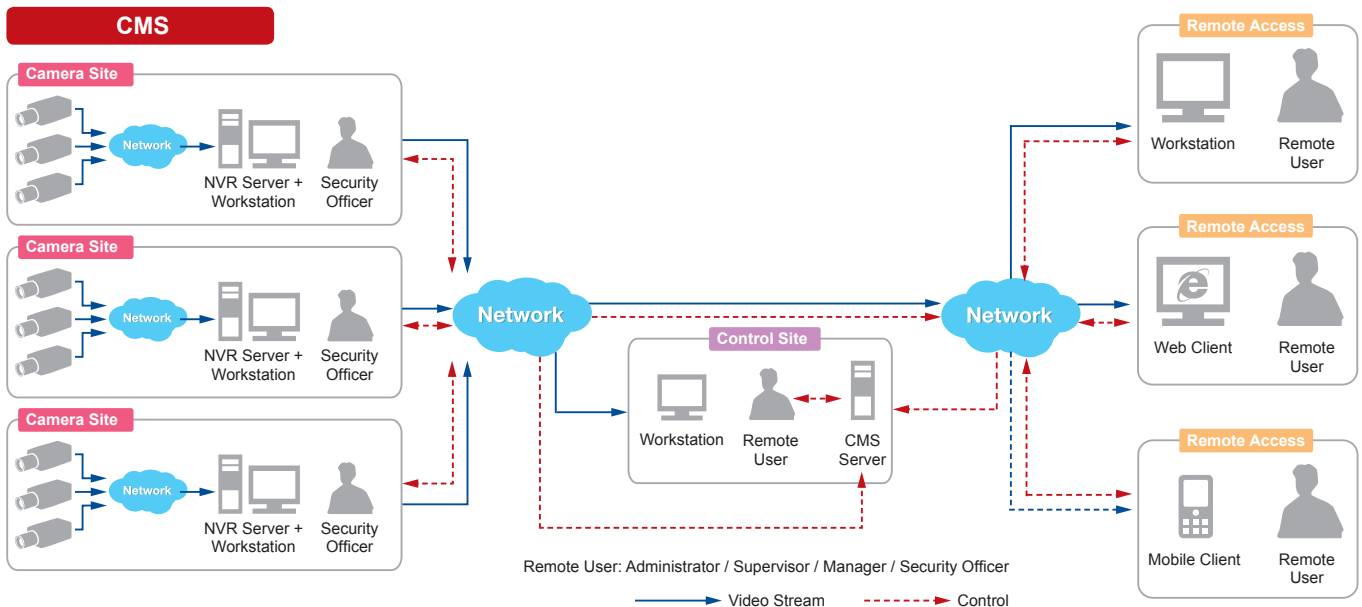 CMS
Camera Site
Network
NVR Server +
Workstation
Security
Officer
Camera Site
Network
NVR Server +
Workstation
Security
Officer
Camera Site
Network
NVR Server +
Workstation
Security
Officer
Network
Control Site
Workstation
Remote
User
CMS
Server
Network
Remote Access
Workstation
Remote
User
Remote Access
Web Client
Remote
User
Remote Access
Mobile Client
Remote
User
Remote User: Administrator / Supervisor / Manager / Security Officer
Video Stream
Control